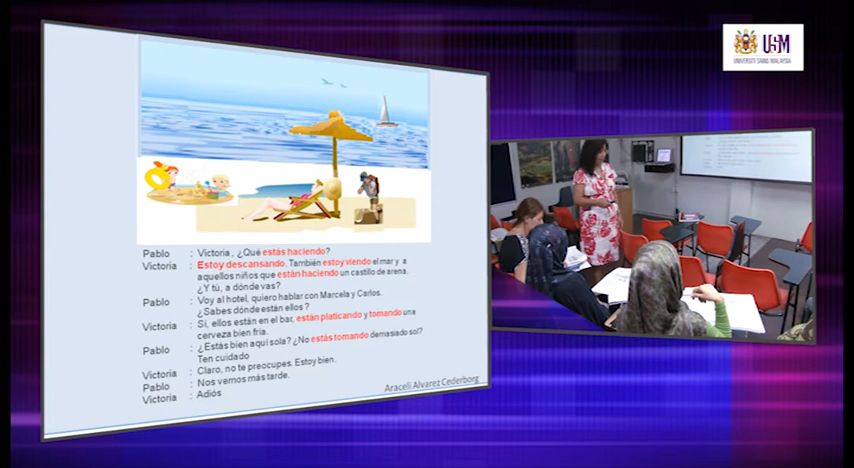 USM
UNIVERSITI SAINS MALAYSIA
Pablo : Victoria , ¿Qué estás haciendo?
Victoria : Estoy descansando. También estoy viendo el mar y a
aquellos niños que están haciendo un castillo de arena.
¿Y tú, a dónde vas?
Pablo : Voy al hotel, quiero hablar con Marcela y Carlos.
¿Sabes dónde están ellos?
Victoria : Sí, ellos están en el bar, están platicando y tomando una
cerveza bien fria.
Pablo : ¿Estás bien aquí sola? ¿No estás tomando demasiado sol?
Ten cuidado
Victoria : Claro, no te preocupes. Estoy bien.
Pablo : Nos vemos más tarde.
Victoria : Adiós
Araceli Alvarez Cederborg